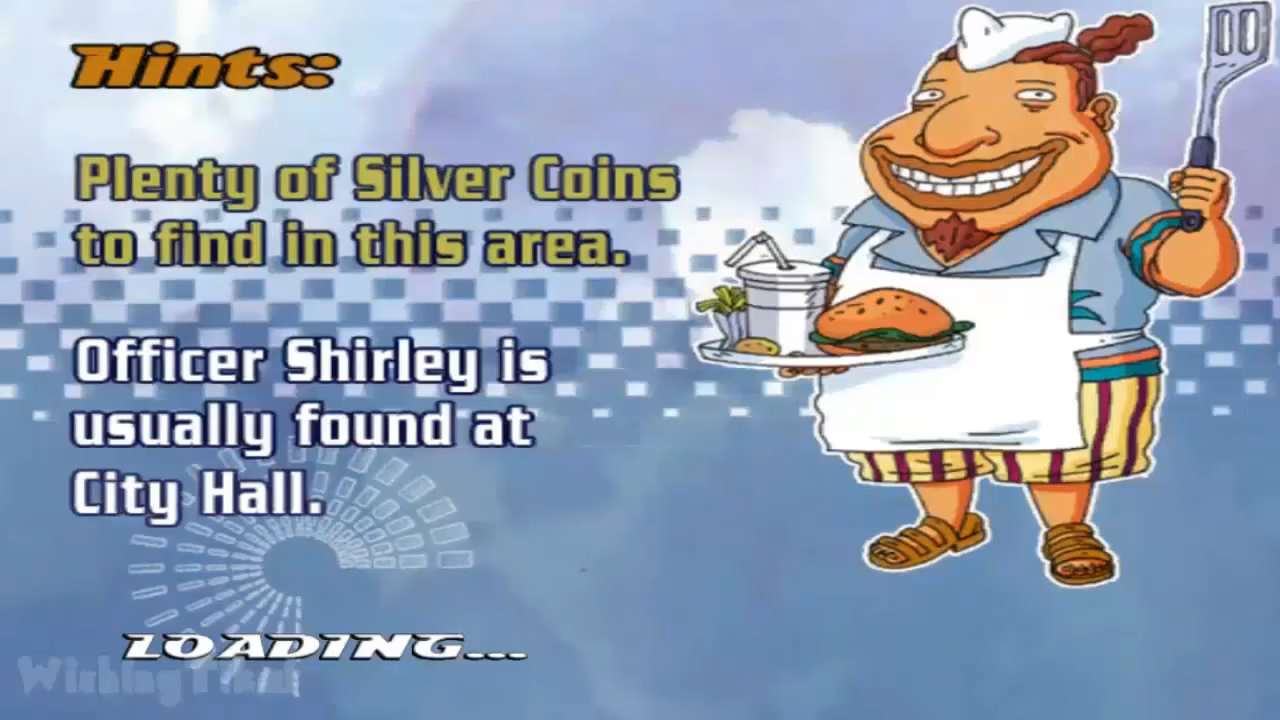 Hints:
Plenty of Silver Coins
to find in this area.
Officer Shirley is
usually found at
City Hall.
LOADING...